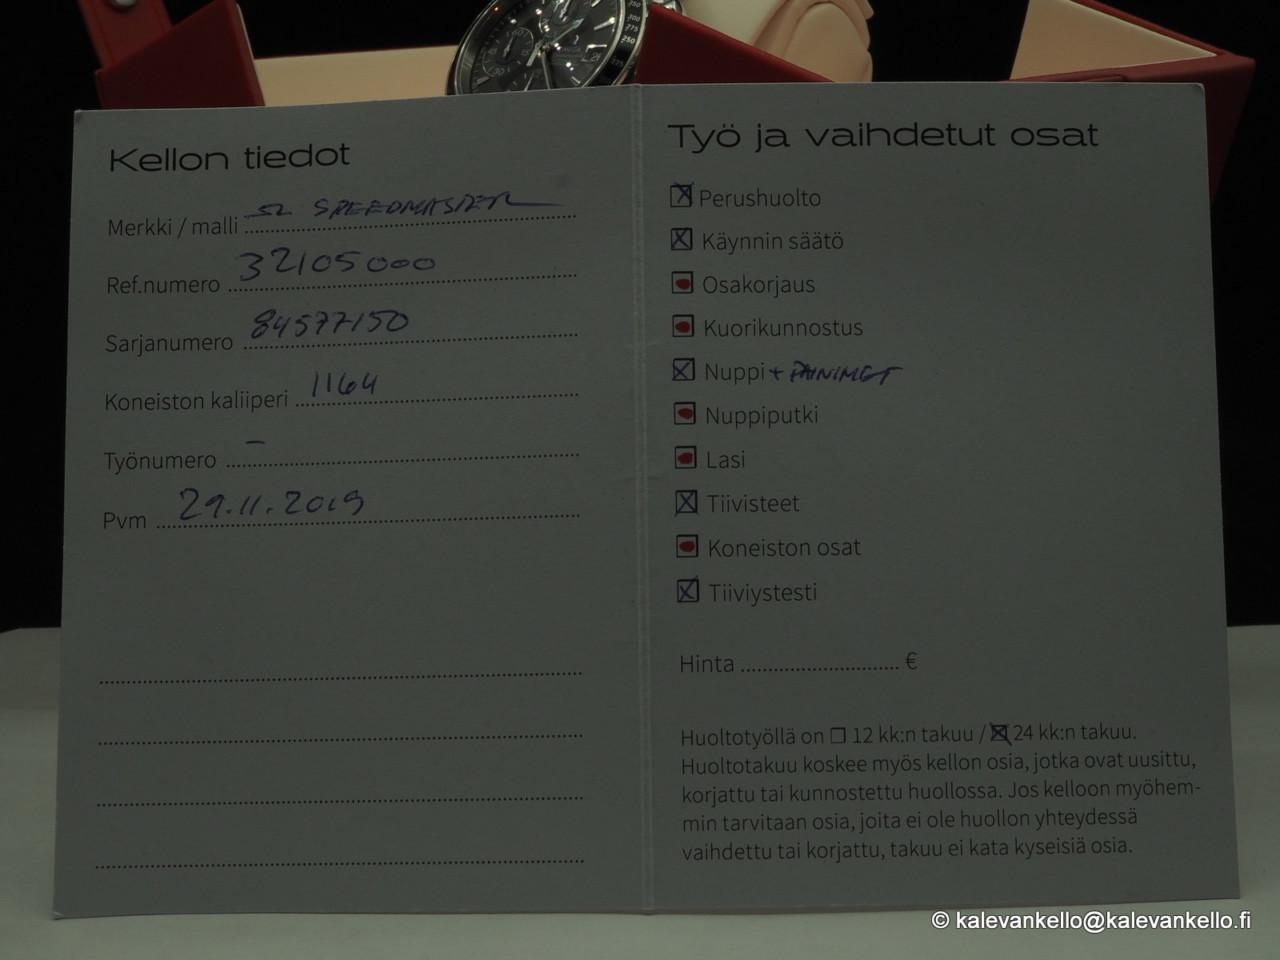 Kellon tiedot
Merkki / malli Ω SPEEDMASTER
Ref.numero 32105000
Sarjanumero 84577150
Koneiston kaliiperi 1164
Työnumero –
Pvm 29.11.2019
Työ ja vaihdetut osat
Perushuolto
Käynnin säätö
Osakorjaus
Kuorikunnostus
Nuppi + PAINIMET
Nuppiputki
Lasi
Tiivisteet
Koneiston osat
Tiiviystesti
Hinta .......................... €
Huoltotyöllä on ☐ 12 kk:n takuu / ☒ 24 kk:n takuu.
Huoltotakuu koskee myös kellon osia, jotka ovat uusittu,
korjattu tai kunnostettu huollossa. Jos kelloon myöhem-
min tarvitaan osia, joita ei ole huollon yhteydessä
vaihdettu tai korjattu, takuu ei kata kyseisiä osia.
© kalevankello@kalevankello.fi